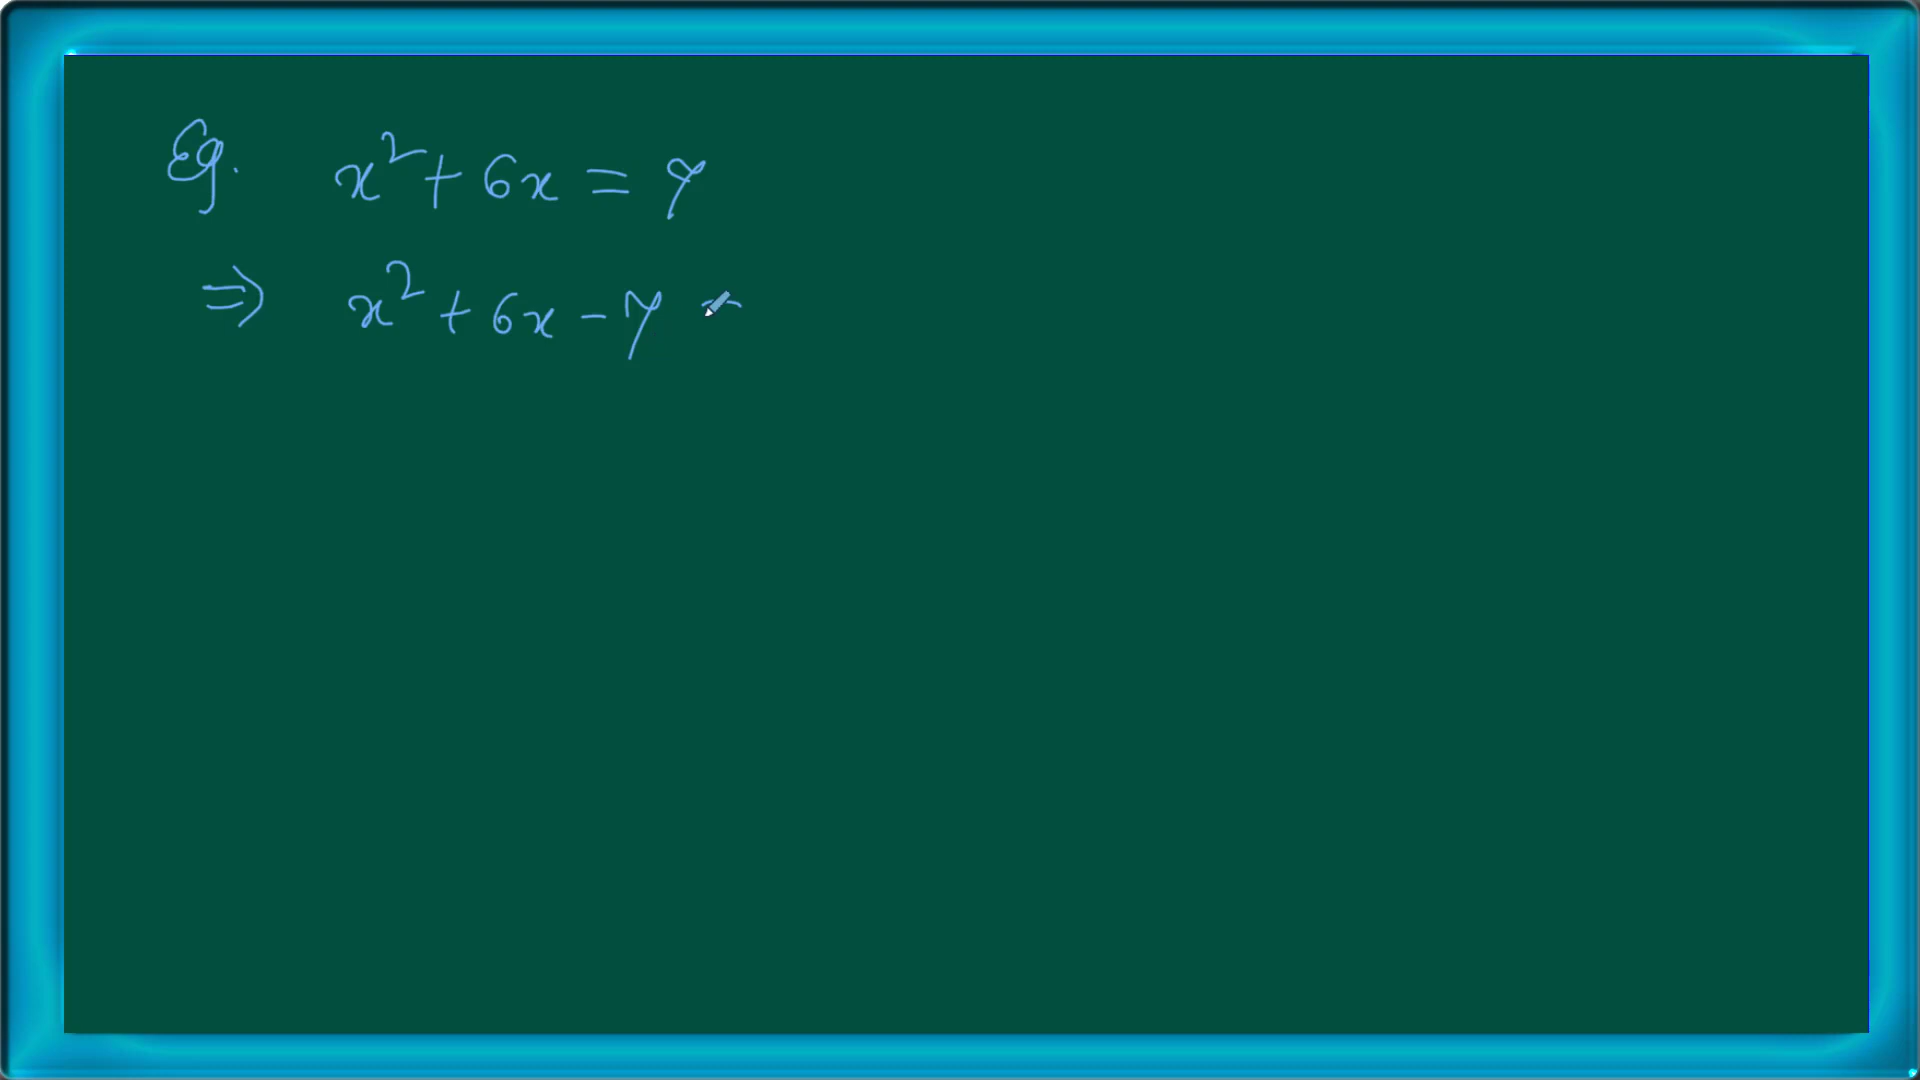 Eg. x² + 6x = 7
⇒ x² + 6x - 7 =